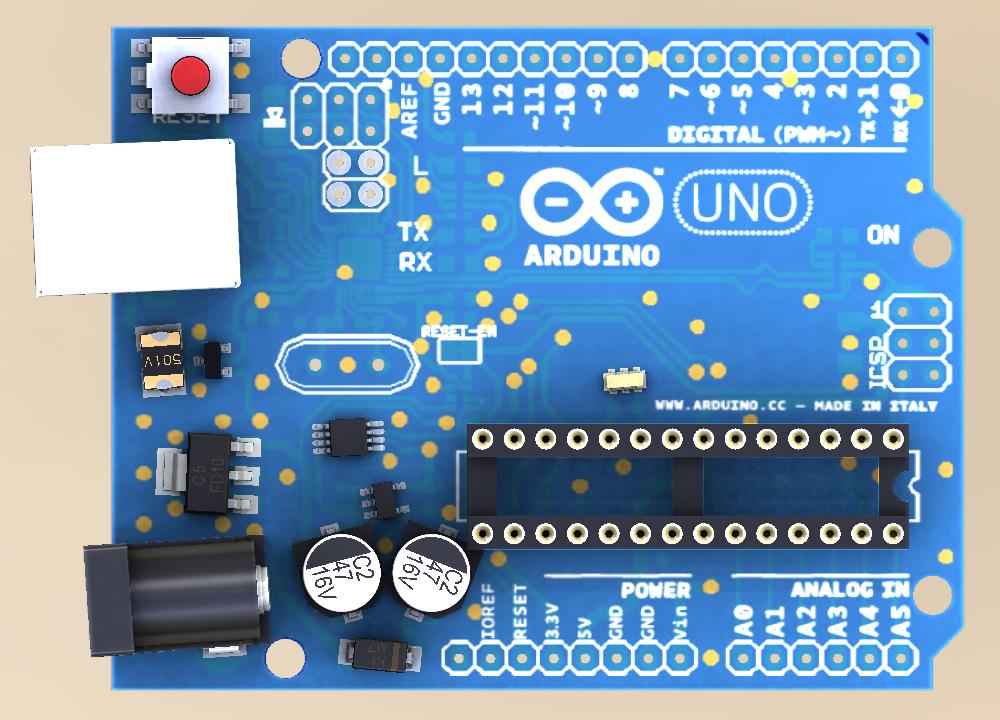 RESET
AREF
GND
13
12
~11
~10
~9
8
7
~6
~5
4
~3
2
TX→1
RX←0
DIGITAL (PWM~)
L
TX
RX
UNO
ARDUINO
ON
RESET-EN
1
ICSP
WWW.ARDUINO.CC - MADE IN ITALY
501V
C5
FD10
C2
47
16V
C2
47
16V
M7
POWER
ANALOG IN
IOREF
RESET
3.3V
5V
GND
GND
Vin
A0
A1
A2
A3
A4
A5